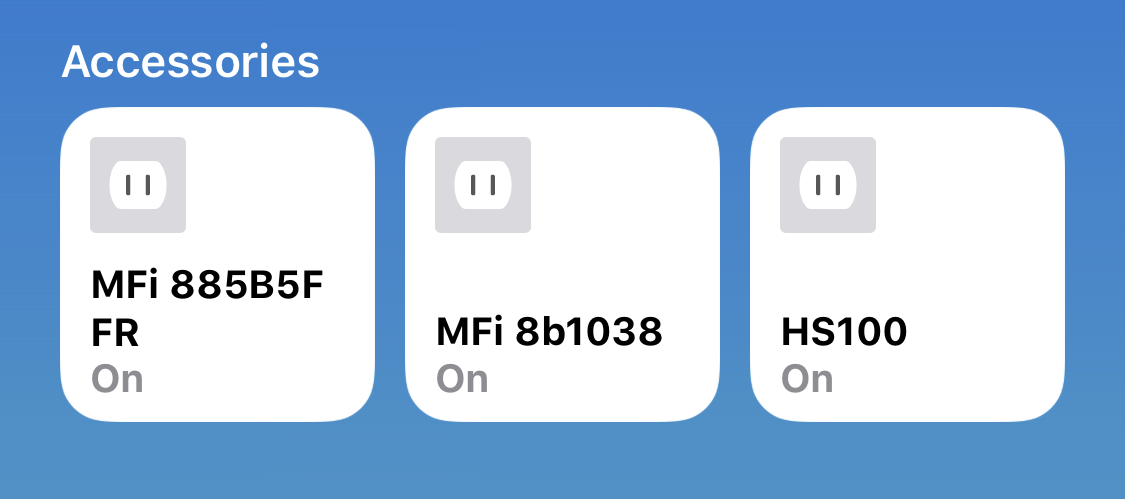 Accessories
MFi 885B5F
FR
On
MFi 8b1038
On
HS100
On